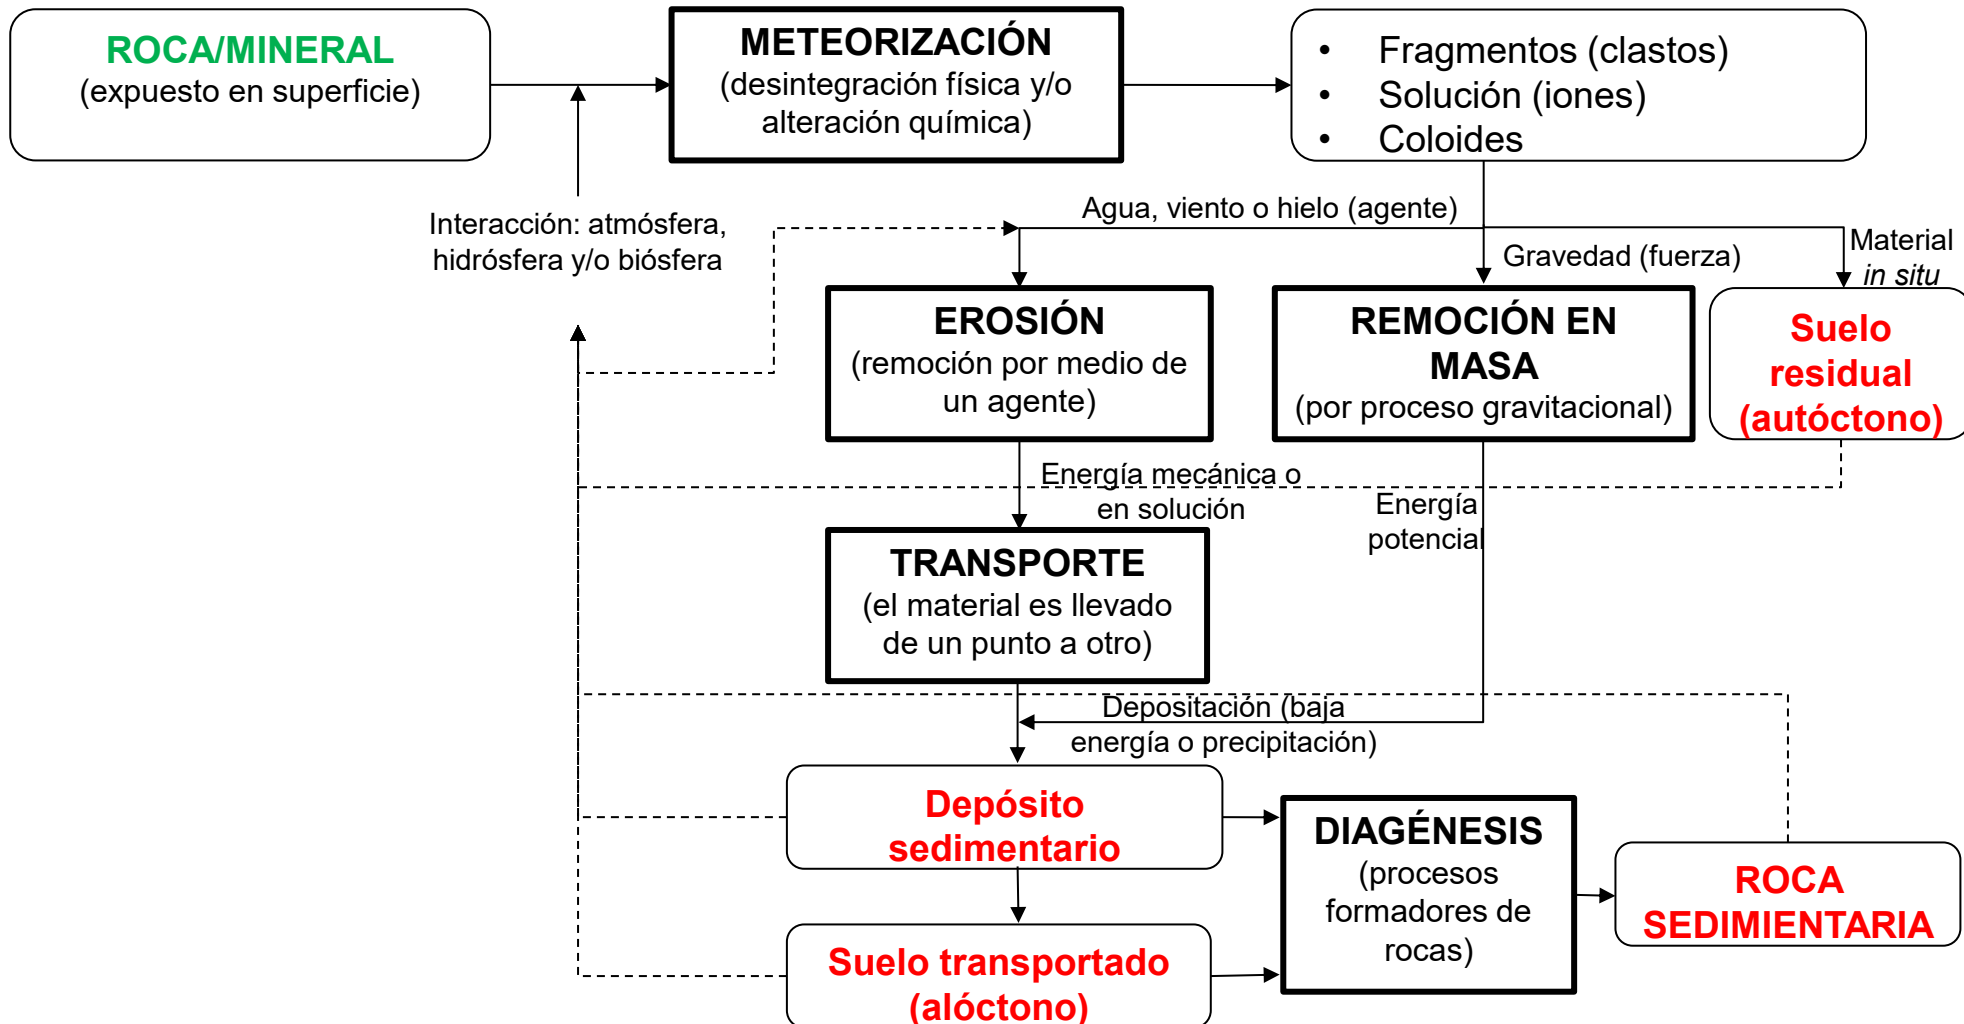 ROCA/MINERAL
(expuesto en superficie)
METEORIZACIÓN
(desintegración física y/o
alteración química)
• Fragmentos (clastos)
• Solución (iones)
• Coloides
Interacción: atmósfera,
hidrósfera y/o biósfera
Agua, viento o hielo (agente)
Gravedad (fuerza)
Material
in situ
EROSIÓN
(remoción por medio de
un agente)
REMOCIÓN EN
MASA
(por proceso gravitacional)
Suelo
residual
(autóctono)
Energía mecánica o
en solución
Energía
potencial
TRANSPORTE
(el material es llevado
de un punto a otro)
Depositación (baja
energía o precipitación)
Depósito
sedimentario
DIAGÉNESIS
(procesos
formadores de
rocas)
ROCA
SEDIMIENTARIA
Suelo transportado
(alóctono)